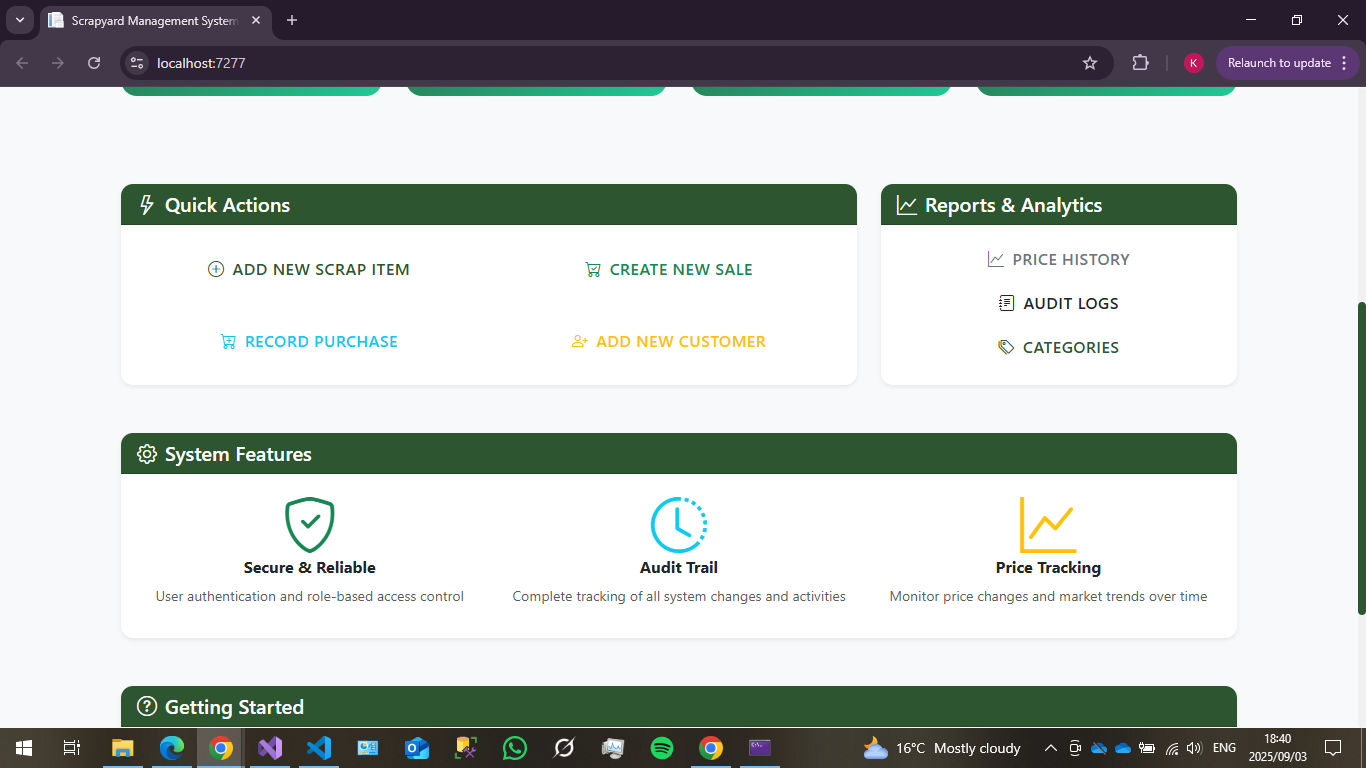 Scrapyard Management System
localhost:7277
K
Relaunch to update
Quick Actions
ADD NEW SCRAP ITEM
CREATE NEW SALE
RECORD PURCHASE
ADD NEW CUSTOMER
Reports & Analytics
PRICE HISTORY
AUDIT LOGS
CATEGORIES
System Features
Secure & Reliable
User authentication and role-based access control
Audit Trail
Complete tracking of all system changes and activities
Price Tracking
Monitor price changes and market trends over time
Getting Started
16°C Mostly cloudy
ENG
18:40
2025/09/03